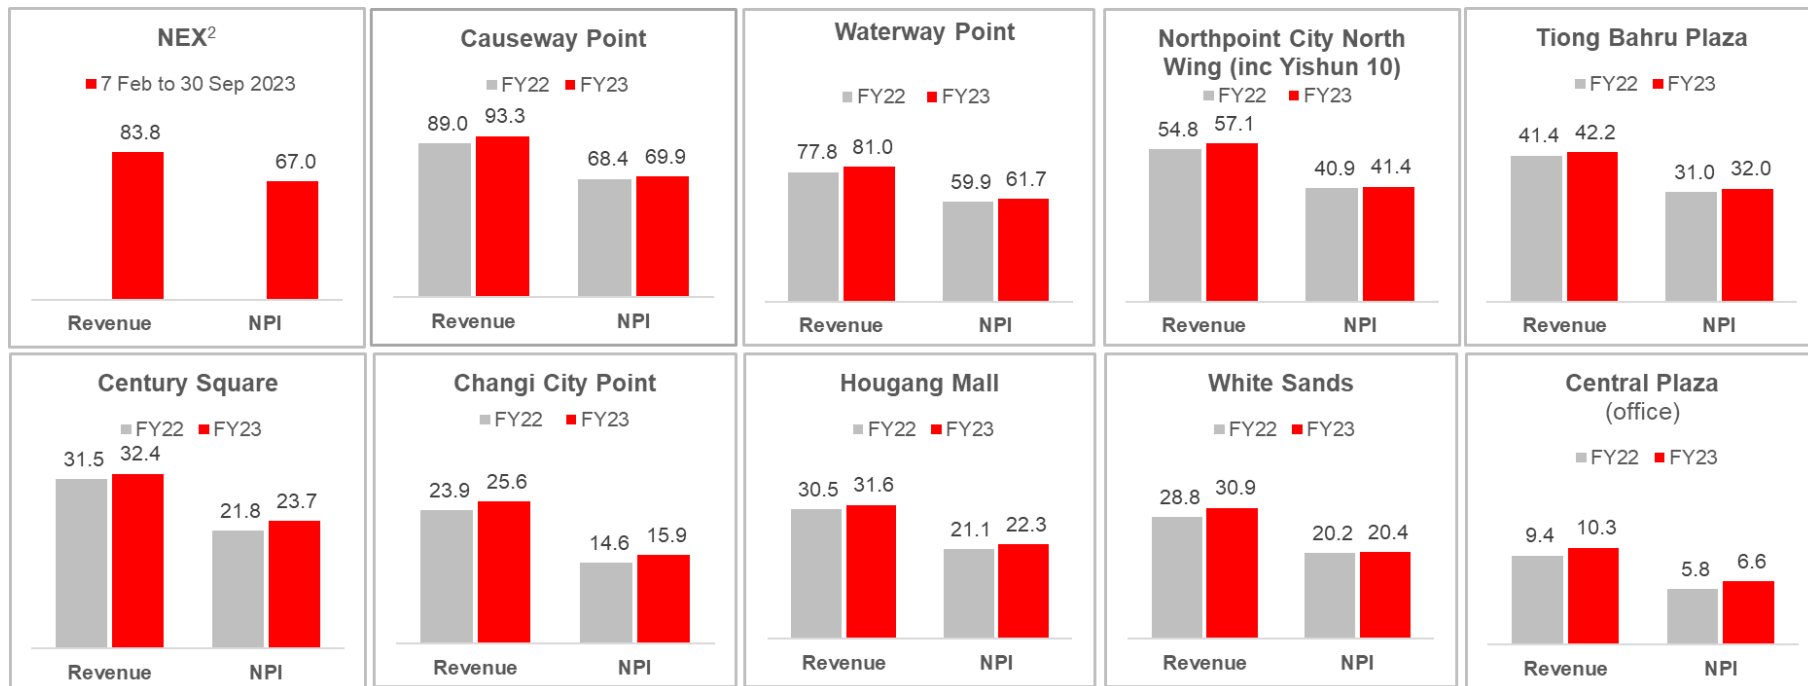 NEX²
7 Feb to 30 Sep 2023
83.8
67.0
Revenue NPI
Causeway Point
FY22 FY23
89.0 93.3
68.4 69.9
Revenue NPI
Waterway Point
FY22 FY23
77.8 81.0
59.9 61.7
Revenue NPI
Northpoint City North
Wing (inc Yishun 10)
FY22 FY23
54.8 57.1
40.9 41.4
Revenue NPI
Tiong Bahru Plaza
FY22 FY23
41.4 42.2
31.0 32.0
Revenue NPI
Century Square
FY22 FY23
31.5 32.4
21.8 23.7
Revenue NPI
Changi City Point
FY22 FY23
23.9 25.6
14.6 15.9
Revenue NPI
Hougang Mall
FY22 FY23
30.5 31.6
21.1 22.3
Revenue NPI
White Sands
FY22 FY23
28.8 30.9
20.2 20.4
Revenue NPI
Central Plaza
(office)
FY22 FY23
9.4 10.3
5.8 6.6
Revenue NPI